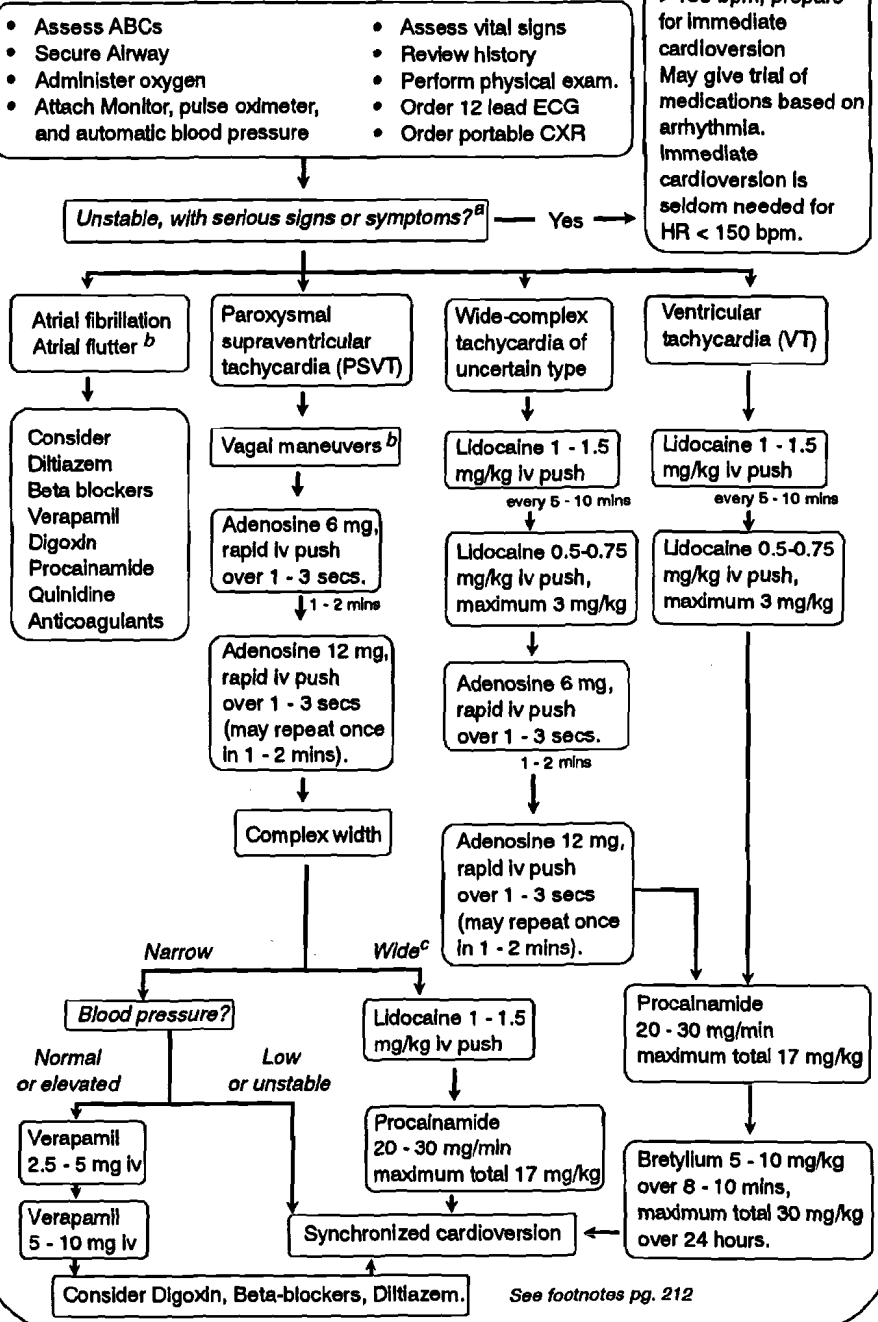 • Assess ABCs
• Secure Airway
• Administer oxygen
• Attach Monitor, pulse oximeter,
and automatic blood pressure
• Assess vital signs
• Review history
• Perform physical exam.
• Order 12 lead ECG
• Order portable CXR
bpm, prepare
for immediate
cardioversion
May give trial of
medications based on
arrhythmia.
Immediate
cardioversion is
seldom needed for
HR < 150 bpm.
Unstable, with serious signs or symptoms?a
Yes
Atrial fibrillation
Atrial flutter b
Consider
Diltiazem
Beta blockers
Verapamil
Digoxin
Procainamide
Quinidine
Anticoagulants
Paroxysmal
supraventricular
tachycardia (PSVT)
Vagal maneuvers b
Adenosine 6 mg,
rapid iv push
over 1 - 3 secs.
1 - 2 mins
Adenosine 12 mg,
rapid iv push
over 1 - 3 secs
(may repeat once
in 1 - 2 mins).
Complex width
Wide-complex
tachycardia of
uncertain type
Lidocaine 1 - 1.5
mg/kg iv push
every 5 - 10 mins
Lidocaine 0.5-0.75
mg/kg iv push,
maximum 3 mg/kg
Adenosine 6 mg,
rapid iv push
over 1 - 3 secs.
1 - 2 mins
Adenosine 12 mg,
rapid iv push
over 1 - 3 secs
(may repeat once
in 1 - 2 mins).
Ventricular
tachycardia (VT)
Lidocaine 1 - 1.5
mg/kg iv push
every 5 - 10 mins
Lidocaine 0.5-0.75
mg/kg iv push,
maximum 3 mg/kg
Narrow
Wide c
Blood pressure?
Normal
or elevated
Low
or unstable
Verapamil
2.5 - 5 mg iv
Verapamil
5 - 10 mg iv
Lidocaine 1 - 1.5
mg/kg iv push
Procainamide
20 - 30 mg/min
maximum total 17 mg/kg
Procainamide
20 - 30 mg/min
maximum total 17 mg/kg
Bretylium 5 - 10 mg/kg
over 8 - 10 mins,
maximum total 30 mg/kg
over 24 hours.
Synchronized cardioversion
Consider Digoxin, Beta-blockers, Diltiazem.
See footnotes pg. 212